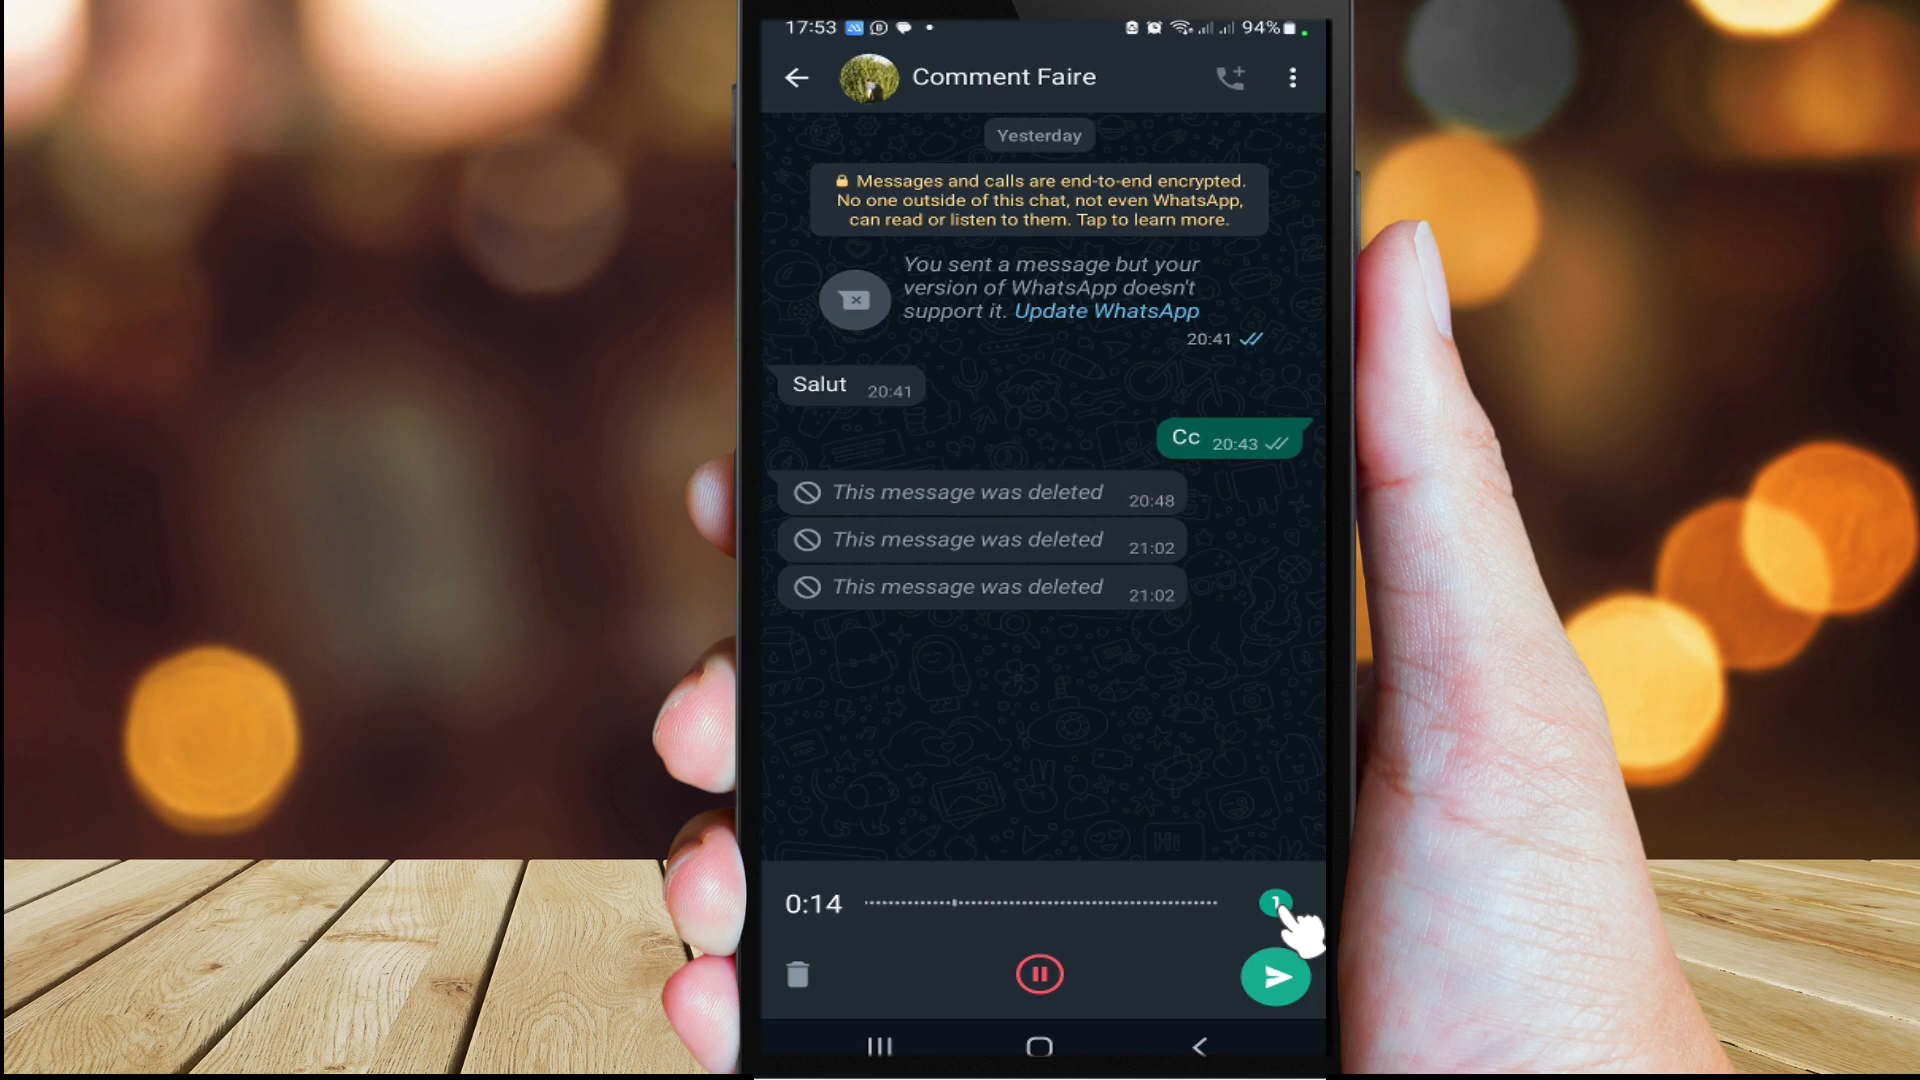 17:53
94%
Comment Faire
Yesterday
Messages and calls are end-to-end encrypted.
No one outside of this chat, not even WhatsApp,
can read or listen to them. Tap to learn more.
You sent a message but your
version of WhatsApp doesn't
support it. Update WhatsApp
20:41
Salut 20:41
Cc 20:43
This message was deleted 20:48
This message was deleted 21:02
This message was deleted 21:02
Hi
0:14
1